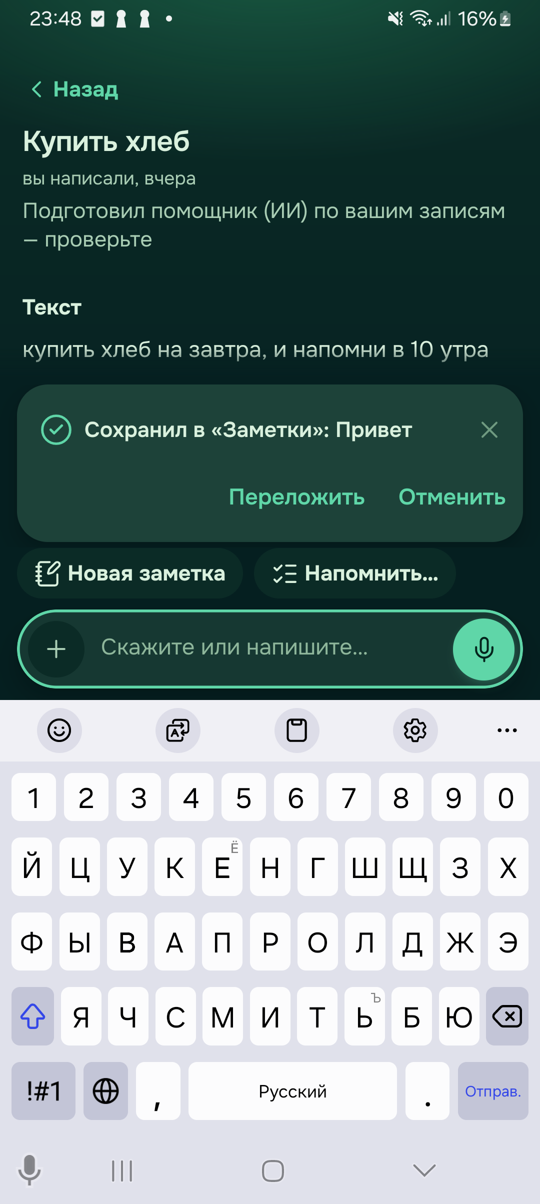 23:48 16%
Назад
Купить хлеб
вы написали, вчера
Подготовил помощник (ИИ) по вашим записям
— проверьте
Текст
купить хлеб на завтра, и напомни в 10 утра
Сохранил в «Заметки»: Привет
Переложить Отменить
Новая заметка Напомнить...
Скажите или напишите...
1 2 3 4 5 6 7 8 9 0
Й Ц У К Е Ё Н Г Ш Щ З Х
Ф Ы В А П Р О Л Д Ж Э
Я Ч С М И Т Ь Ъ Б Ю
!#1 , Русский . Отправ.